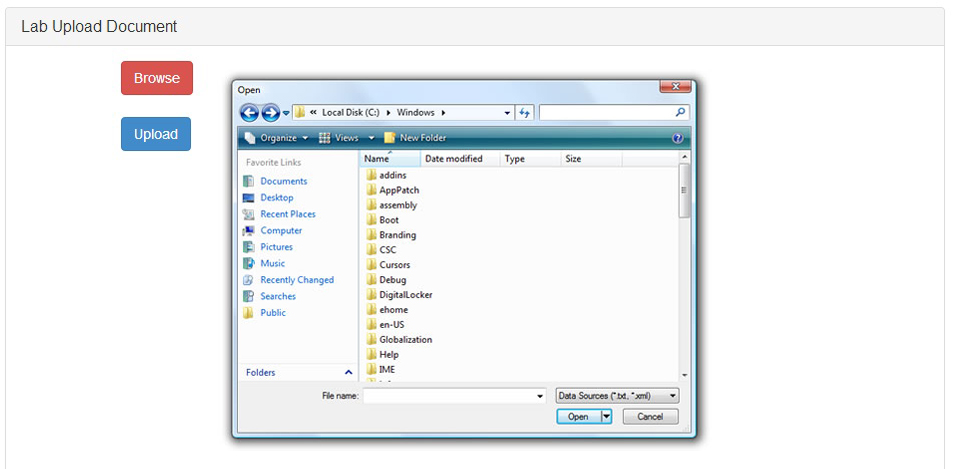 Lab Upload Document
Browse
Upload
Open
« Local Disk (C:) Windows
Organize Views New Folder
Favorite Links
Documents
Desktop
Recent Places
Computer
Pictures
Music
Recently Changed
Searches
Public
Folders
Name Date modified Type Size
addins
AppPatch
assembly
Boot
Branding
CSC
Cursors
Debug
DigitalLocker
ehome
en-US
Globalization
Help
IME
File name: Data Sources (*.txt, *.xml)
Open Cancel